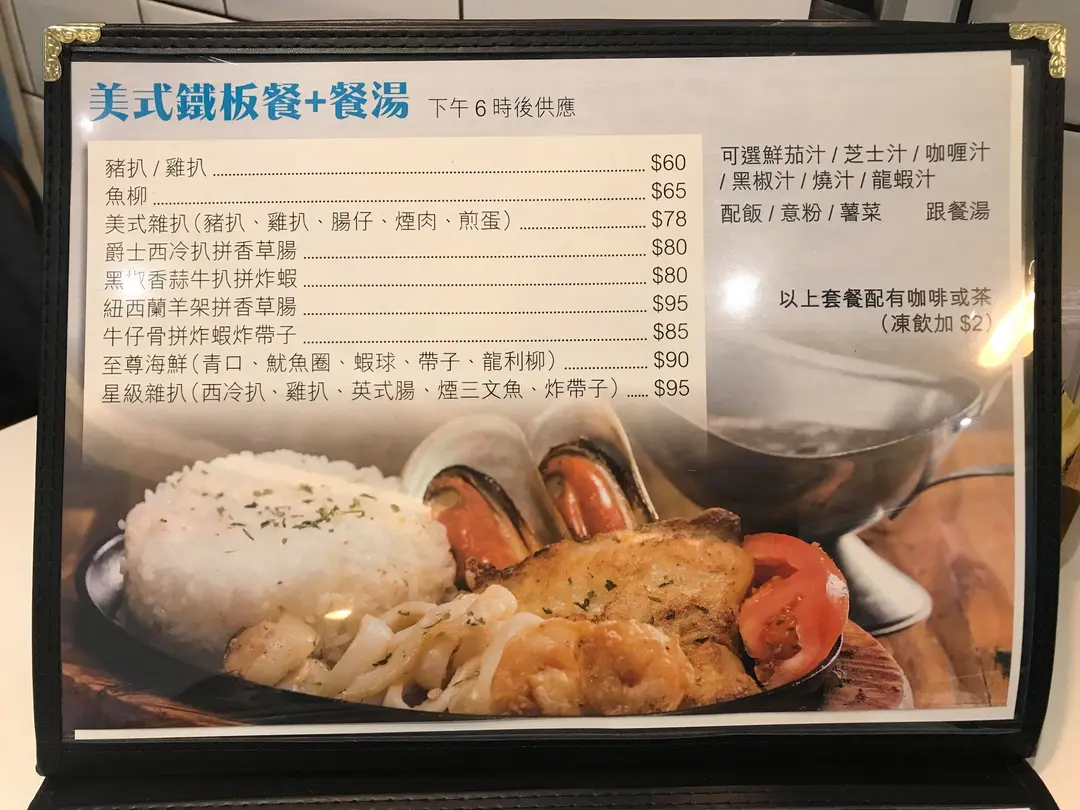 美式鐵板餐+餐湯 下午6時後供應
豬扒 / 雞扒 $60
魚柳 $65
美式雜扒(豬扒、雞扒、腸仔、煙肉、煎蛋) $78
爵士西冷扒拼香草腸 $80
黑椒香蒜牛扒拼炸蝦 $80
紐西蘭羊架拼香草腸 $95
牛仔骨拼炸蝦炸帶子 $85
至尊海鮮(青口、魷魚圈、蝦球、帶子、龍利柳) $90
星級雜扒(西冷扒、雞扒、英式腸、煙三文魚、炸帶子) $95
可選鮮茄汁 / 芝士汁 / 咖喱汁
/ 黑椒汁 / 燒汁 / 龍蝦汁
配飯 / 意粉 / 薯菜 跟餐湯
以上套餐配有咖啡或茶
(凍飲加 $2)